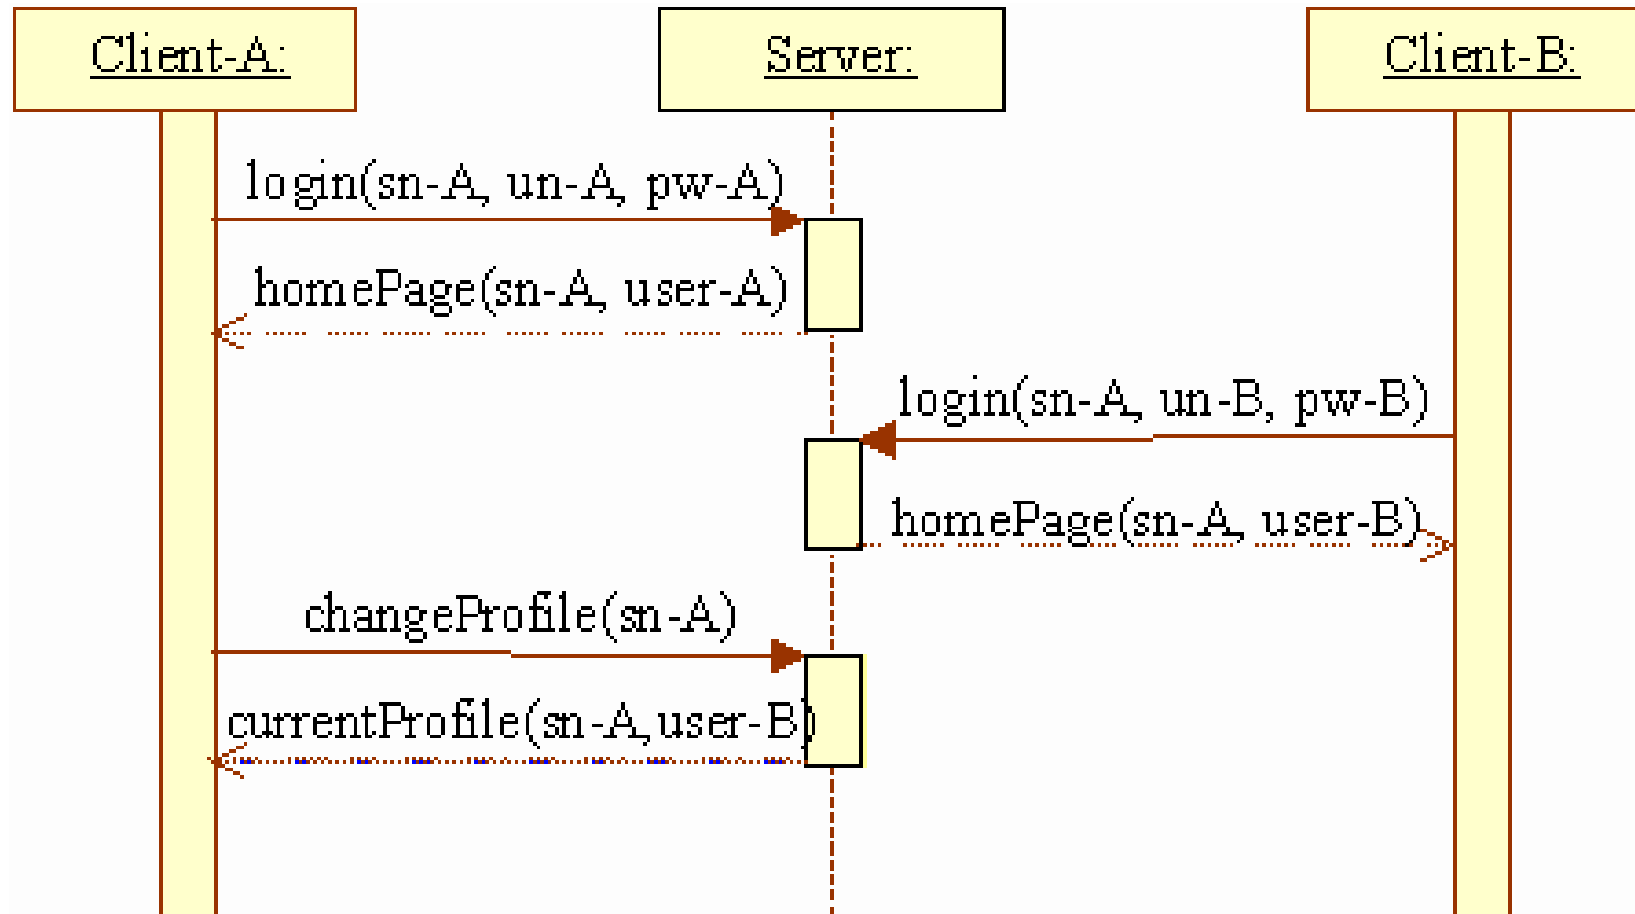 Client-A:
Server:
Client-B:
login(sn-A, un-A, pw-A)
homePage(sn-A, user-A)
login(sn-A, un-B, pw-B)
homePage(sn-A, user-B)
changeProfile(sn-A)
currentProfile(sn-A,user-B)